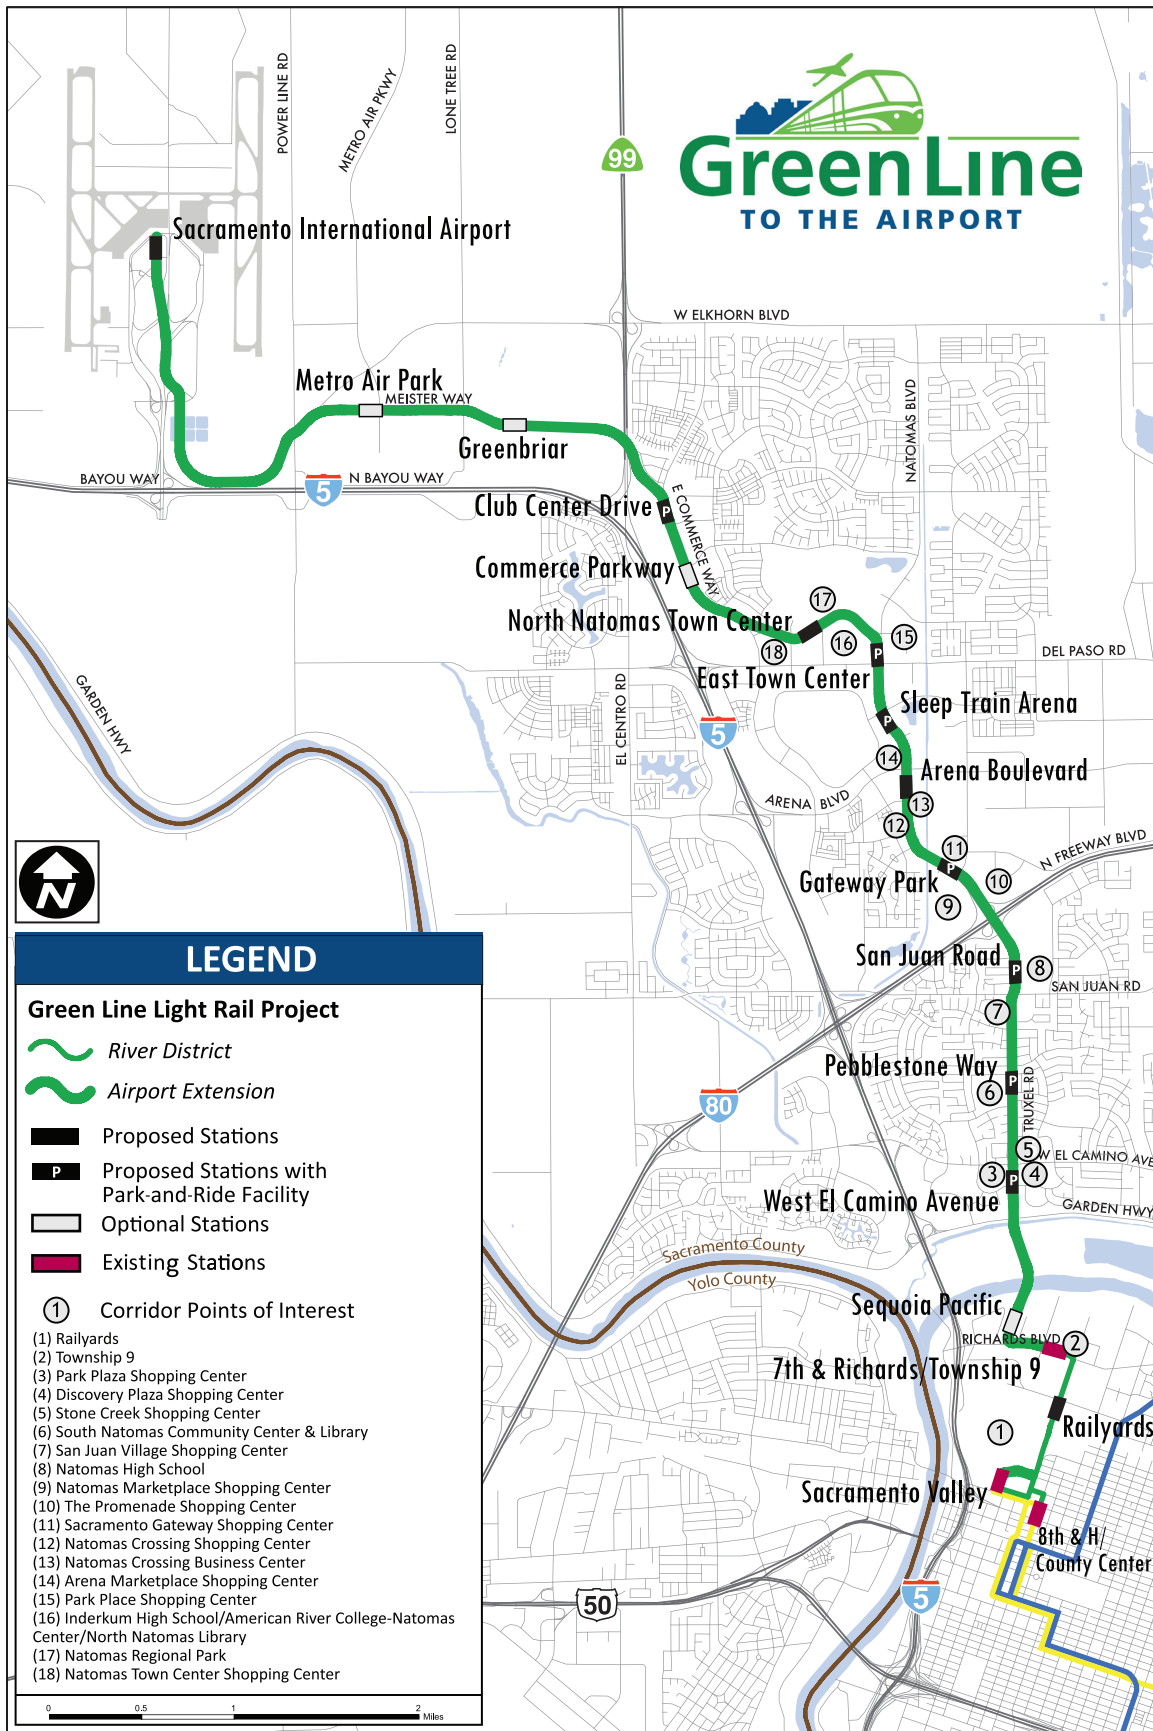 POWER LINE RD
METRO AIR PKWY
LONE TREE RD
99
GreenLine
TO THE AIRPORT
Sacramento International Airport
W ELKHORN BLVD
Metro Air Park
MEISTER WAY
NATOMAS BLVD
Greenbriar
BAYOU WAY
5
N BAYOU WAY
Club Center Drive
P
E COMMERCE WAY
Commerce Parkway
17
North Natomas Town Center
18
16
15
P
DEL PASO RD
East Town Center
GARDEN HWY
EL CENTRO RD
5
Sleep Train Arena
P
14
Arena Boulevard
ARENA BLVD
13
12
11
N FREEWAY BLVD
P
Gateway Park
10
9
San Juan Road
P
8
SAN JUAN RD
7
Pebblestone Way
P
6
TRUXEL RD
80
5
W EL CAMINO AVE
3
P
4
West El Camino Avenue
GARDEN HWY
Sacramento County
Yolo County
Sequoia Pacific
RICHARDS BLVD
2
7th & Richards/Township 9
1
Railyards
Sacramento Valley
8th & H/
County Center
50
5
N
LEGEND
Green Line Light Rail Project
River District
Airport Extension
Proposed Stations
P
Proposed Stations with
Park-and-Ride Facility
Optional Stations
Existing Stations
1
Corridor Points of Interest
(1) Railyards
(2) Township 9
(3) Park Plaza Shopping Center
(4) Discovery Plaza Shopping Center
(5) Stone Creek Shopping Center
(6) South Natomas Community Center & Library
(7) San Juan Village Shopping Center
(8) Natomas High School
(9) Natomas Marketplace Shopping Center
(10) The Promenade Shopping Center
(11) Sacramento Gateway Shopping Center
(12) Natomas Crossing Shopping Center
(13) Natomas Crossing Business Center
(14) Arena Marketplace Shopping Center
(15) Park Place Shopping Center
(16) Inderkum High School/American River College-Natomas
Center/North Natomas Library
(17) Natomas Regional Park
(18) Natomas Town Center Shopping Center
0 0.5 1 2
Miles